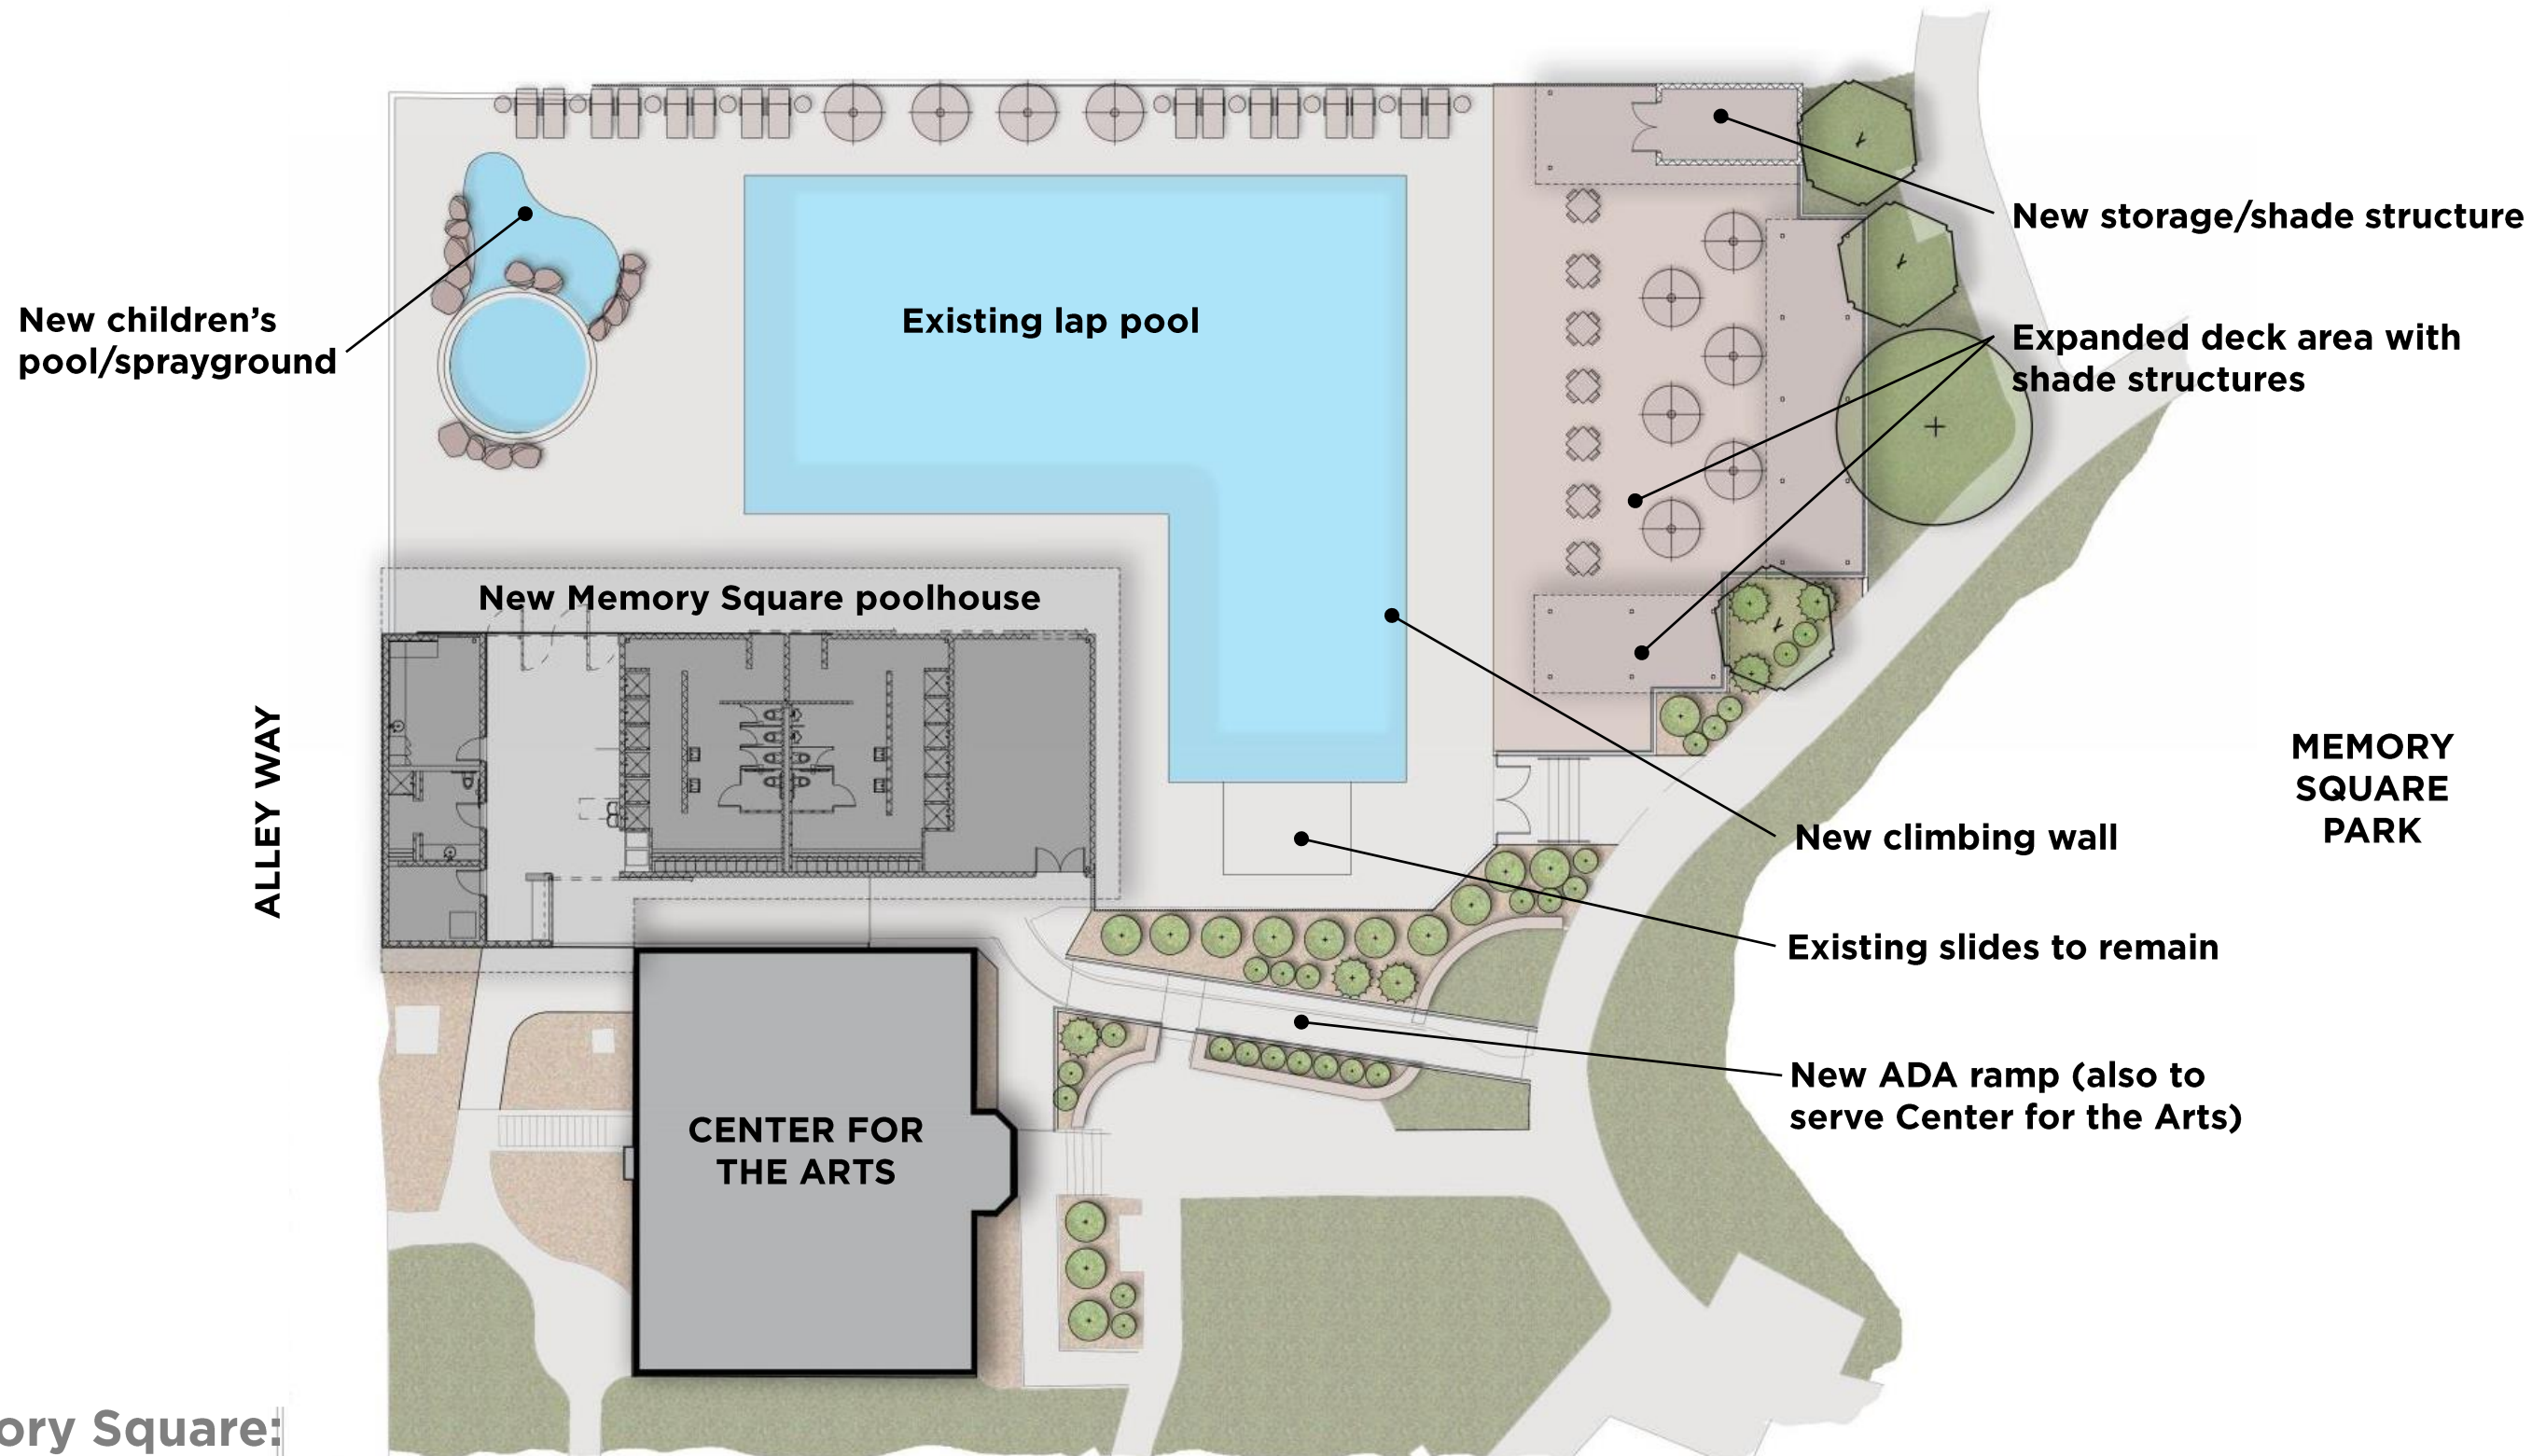 New storage/shade structure
New children’s
pool/sprayground
Existing lap pool
Expanded deck area with
shade structures
New Memory Square poolhouse
ALLEY WAY
MEMORY
SQUARE
PARK
New climbing wall
Existing slides to remain
New ADA ramp (also to
serve Center for the Arts)
CENTER FOR
THE ARTS
ory Square: